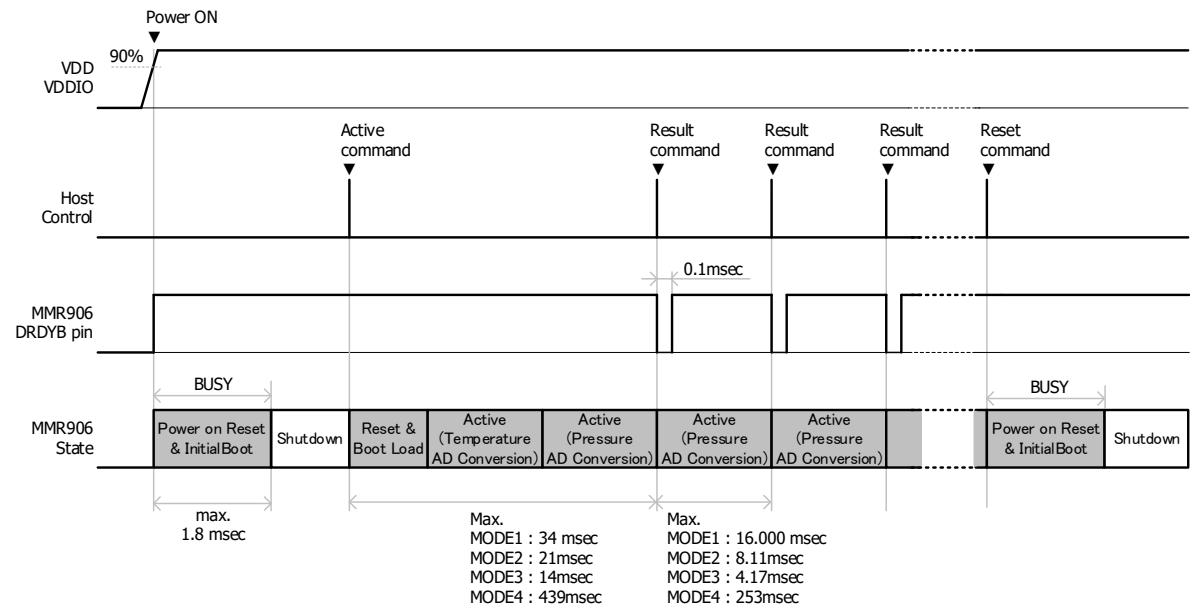 Power ON
90%
VDD
VDDIO
Active
command
Result
command
Result
command
Result
command
Reset
command
Host
Control
0.1msec
MMR906
DRDYB pin
BUSY
BUSY
MMR906
State
Power on Reset
& InitialBoot
Shutdown
Reset &
Boot Load
Active
(Temperature
AD Conversion)
Active
(Pressure
AD Conversion)
Active
(Pressure
AD Conversion)
Active
(Pressure
AD Conversion)
Power on Reset
& InitialBoot
Shutdown
max.
1.8 msec
Max.
MODE1 : 34 msec
MODE2 : 21msec
MODE3 : 14msec
MODE4 : 439msec
Max.
MODE1 : 16.000 msec
MODE2 : 8.11msec
MODE3 : 4.17msec
MODE4 : 253msec